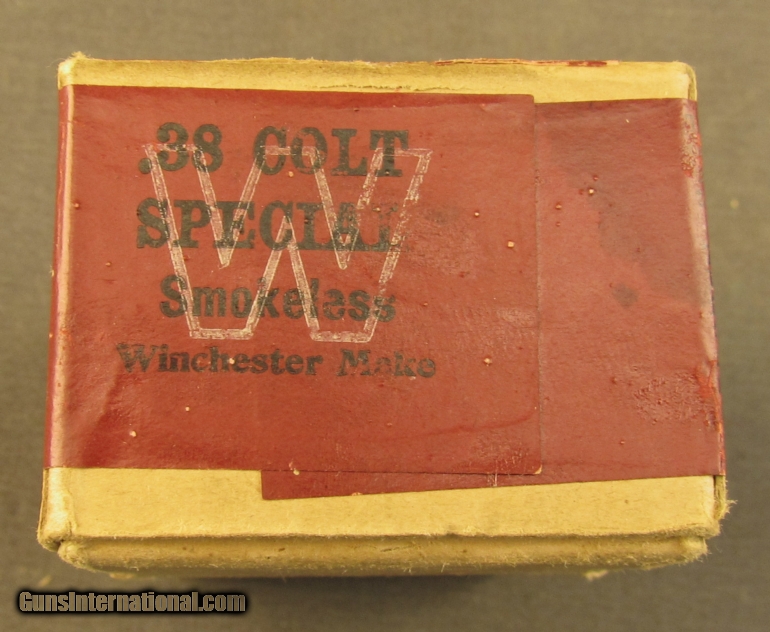 .38 COLT
SPECIAL
Smokeless
Winchester Make
W
GunsInternational.com